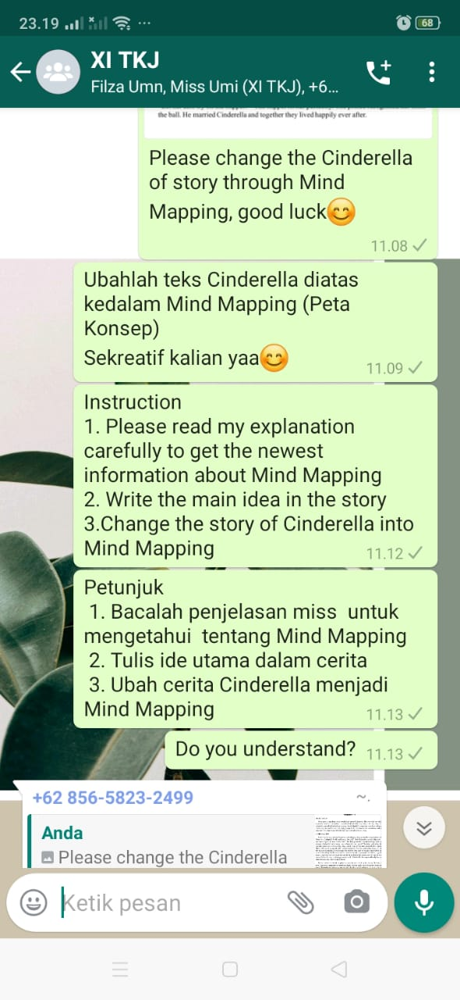 23.19
68
XI TKJ
Filza Umn, Miss Umi (XI TKJ), +6...
the ball. He married Cinderella and together they lived happily ever after.
Please change the Cinderella
of story through Mind
Mapping, good luck😊
11.08
Ubahlah teks Cinderella diatas
kedalam Mind Mapping (Peta
Konsep)
Sekreatif kalian yaa😊
11.09
Instruction
1. Please read my explanation
carefully to get the newest
information about Mind Mapping
2. Write the main idea in the story
3.Change the story of Cinderella into
Mind Mapping
11.12
Petunjuk
1. Bacalah penjelasan miss untuk
mengetahui tentang Mind Mapping
2. Tulis ide utama dalam cerita
3. Ubah cerita Cinderella menjadi
Mind Mapping
11.13
Do you understand?
11.13
+62 856-5823-2499
~.
Anda
Please change the Cinderella
Ketik pesan